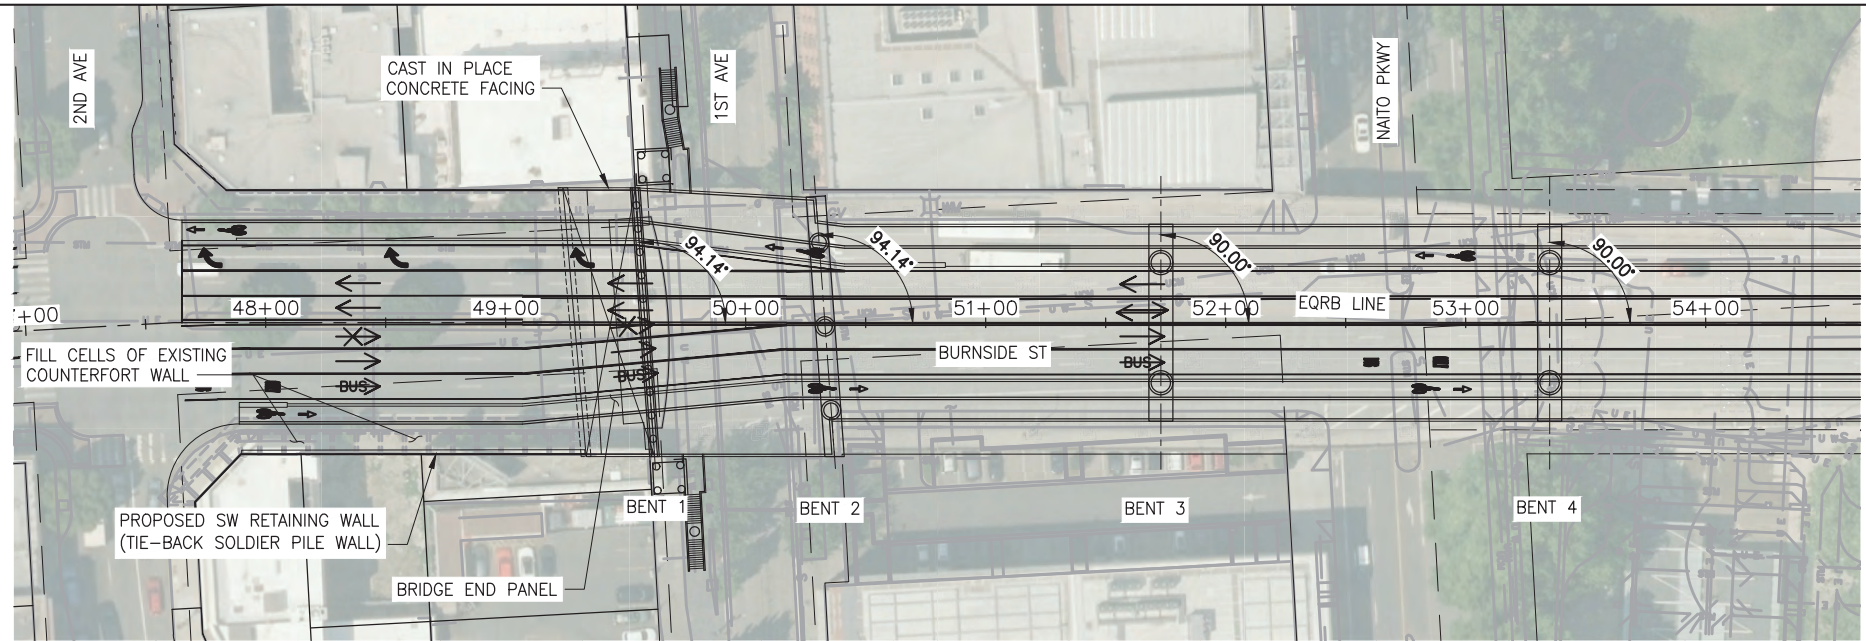 2ND AVE
CAST IN PLACE
CONCRETE FACING
1ST AVE
NAITO PKWY
94.14°
94.14°
90.00°
90.00°
+00
48+00
49+00
50+00
51+00
52+00
EQRB LINE
53+00
54+00
FILL CELLS OF EXISTING
COUNTERFORT WALL
BURNSIDE ST
BUS
BUS
BUS
BENT 1
BENT 2
BENT 3
BENT 4
PROPOSED SW RETAINING WALL
(TIE-BACK SOLDIER PILE WALL)
BRIDGE END PANEL